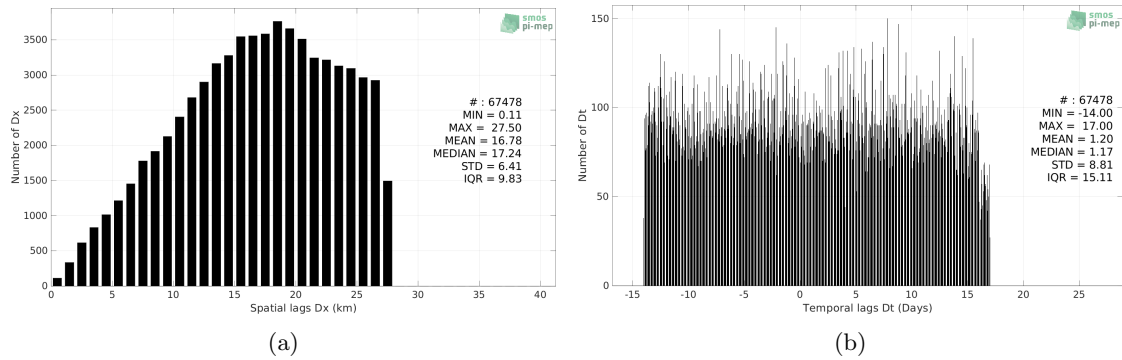 smos
pi-mep
3500
3000
2500
2000
1500
1000
500
0
Number of Dx
# : 67478
MIN = 0.11
MAX = 27.50
MEAN = 16.78
MEDIAN = 17.24
STD = 6.41
IQR = 9.83
0 5 10 15 20 25 30 35 40
Spatial lags Dx (km)
(a)
smos
pi-mep
150
100
50
0
Number of Dt
# : 67478
MIN = -14.00
MAX = 17.00
MEAN = 1.20
MEDIAN = 1.17
STD = 8.81
IQR = 15.11
-15 -10 -5 0 5 10 15 20 25
Temporal lags Dt (Days)
(b)